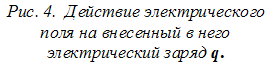 Рис. 4. Действие электрического
поля на внесенный в него
электрический заряд q.